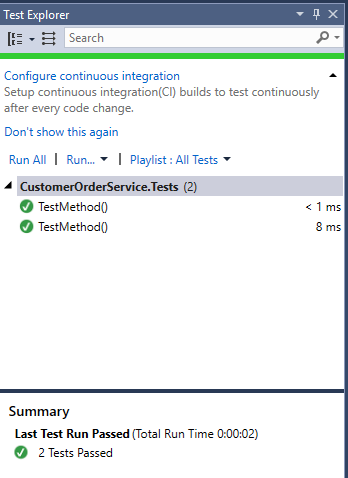 Test Explorer
Search
Configure continuous integration
Setup continuous integration(CI) builds to test continuously
after every code change.
Don't show this again
Run All | Run... | Playlist : All Tests
CustomerOrderService.Tests (2)
TestMethod() < 1 ms
TestMethod() 8 ms
Summary
Last Test Run Passed (Total Run Time 0:00:02)
2 Tests Passed